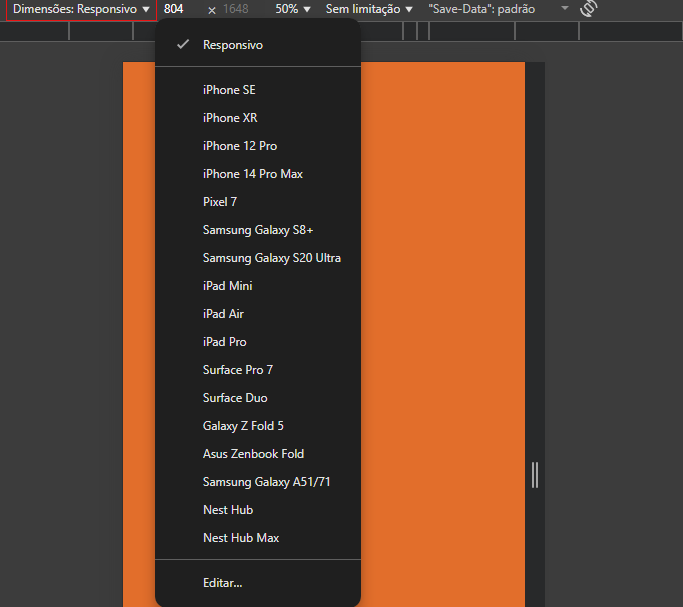 Dimensões: Responsivo 804 × 1648 50% Sem limitação "Save-Data": padrão
Responsivo
iPhone SE
iPhone XR
iPhone 12 Pro
iPhone 14 Pro Max
Pixel 7
Samsung Galaxy S8+
Samsung Galaxy S20 Ultra
iPad Mini
iPad Air
iPad Pro
Surface Pro 7
Surface Duo
Galaxy Z Fold 5
Asus Zenbook Fold
Samsung Galaxy A51/71
Nest Hub
Nest Hub Max
Editar...